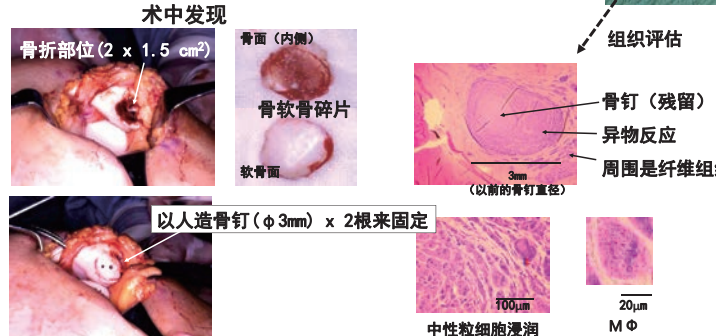 术中发现
骨折部位(2 x 1.5 cm²)
骨面（内侧）
骨软骨碎片
软骨面
以人造骨钉(φ3mm) x 2根来固定
组织评估
骨钉（残留）
异物反应
周围是纤维组
3mm
（以前的骨钉直径）
100μm
中性粒细胞浸润
20μm
MΦ